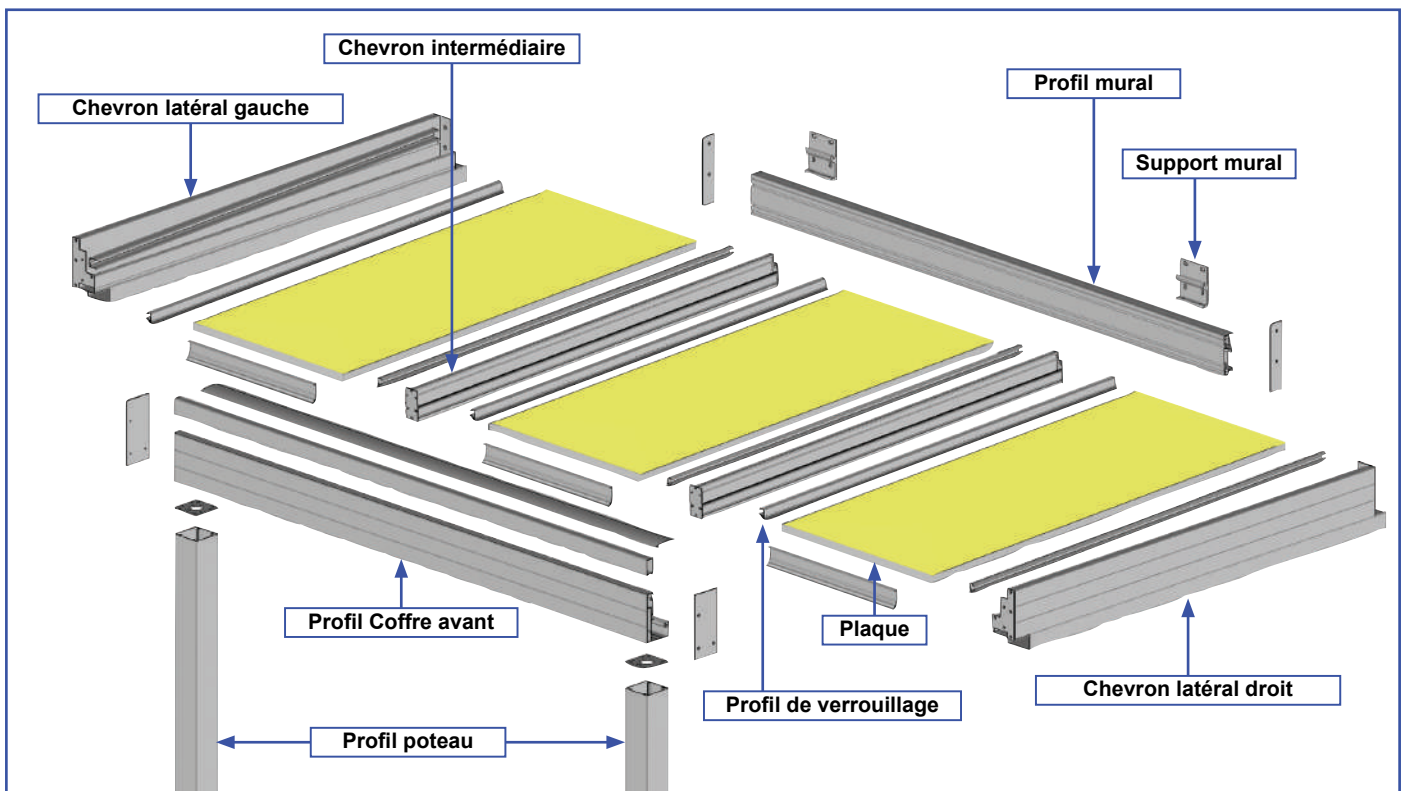 Chevron intermédiaire
Profil mural
Chevron latéral gauche
Support mural
Profil Coffre avant
Plaque
Chevron latéral droit
Profil de verrouillage
Profil poteau